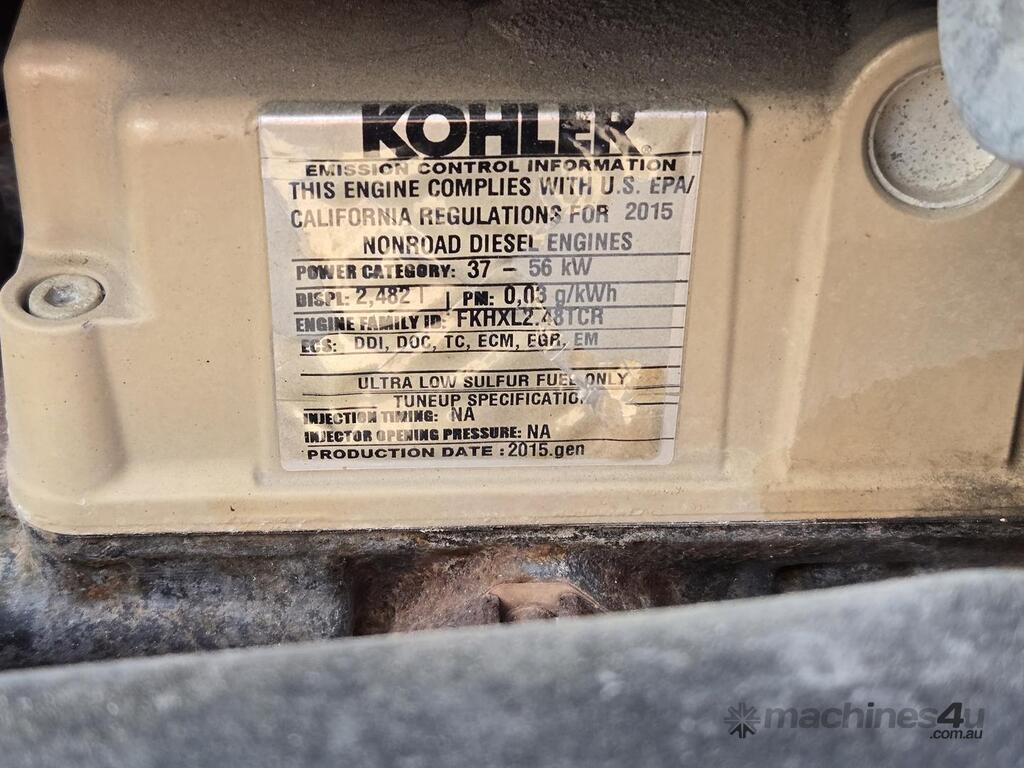 KOHLER®
EMISSION CONTROL INFORMATION
THIS ENGINE COMPLIES WITH U.S. EPA/
CALIFORNIA REGULATIONS FOR 2015
NONROAD DIESEL ENGINES
POWER CATEGORY: 37 - 56 kW
DISPL: 2,482 l | PM: 0,03 g/kWh
ENGINE FAMILY ID: FKHXL2.48TCR
ECS: DDI, DOC, TC, ECM, EGR, EM
ULTRA LOW SULFUR FUEL ONLY
TUNEUP SPECIFICATION
INJECTION TIMING: NA
INJECTOR OPENING PRESSURE: NA
PRODUCTION DATE : 2015.gen
machines4u
.com.au